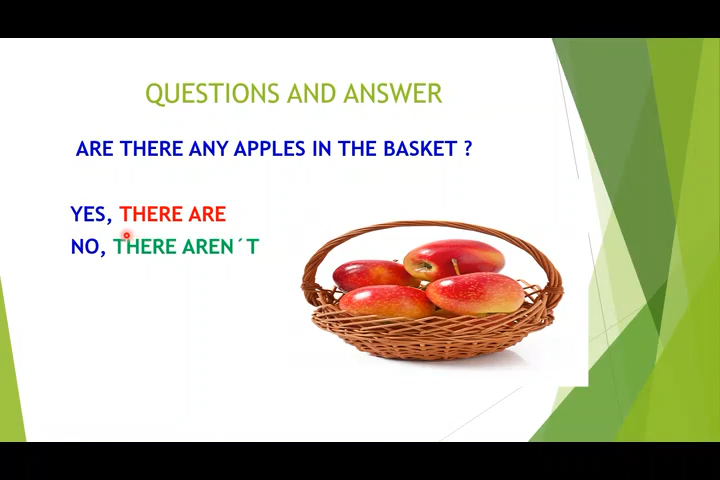 QUESTIONS AND ANSWER
ARE THERE ANY APPLES IN THE BASKET ?
YES, THERE ARE
NO, THERE AREN´T